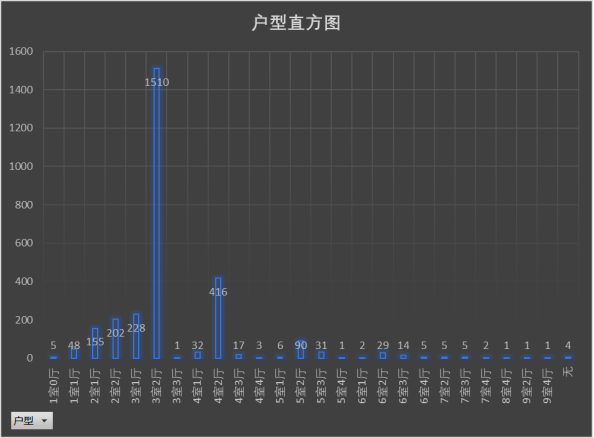 户型直方图
1600
1400
1200
1000
800
600
400
200
0
5 48 155 202 228 1510 1 32 416 17 3 6 90 31 1 2 29 14 5 5 5 2 1 1 1 4
1室0厅
1室1厅
2室1厅
2室2厅
3室1厅
3室2厅
3室3厅
4室1厅
4室2厅
4室3厅
4室4厅
5室1厅
5室2厅
5室3厅
5室4厅
6室1厅
6室2厅
6室3厅
6室4厅
7室2厅
7室3厅
7室4厅
8室4厅
9室2厅
9室4厅
无
户型